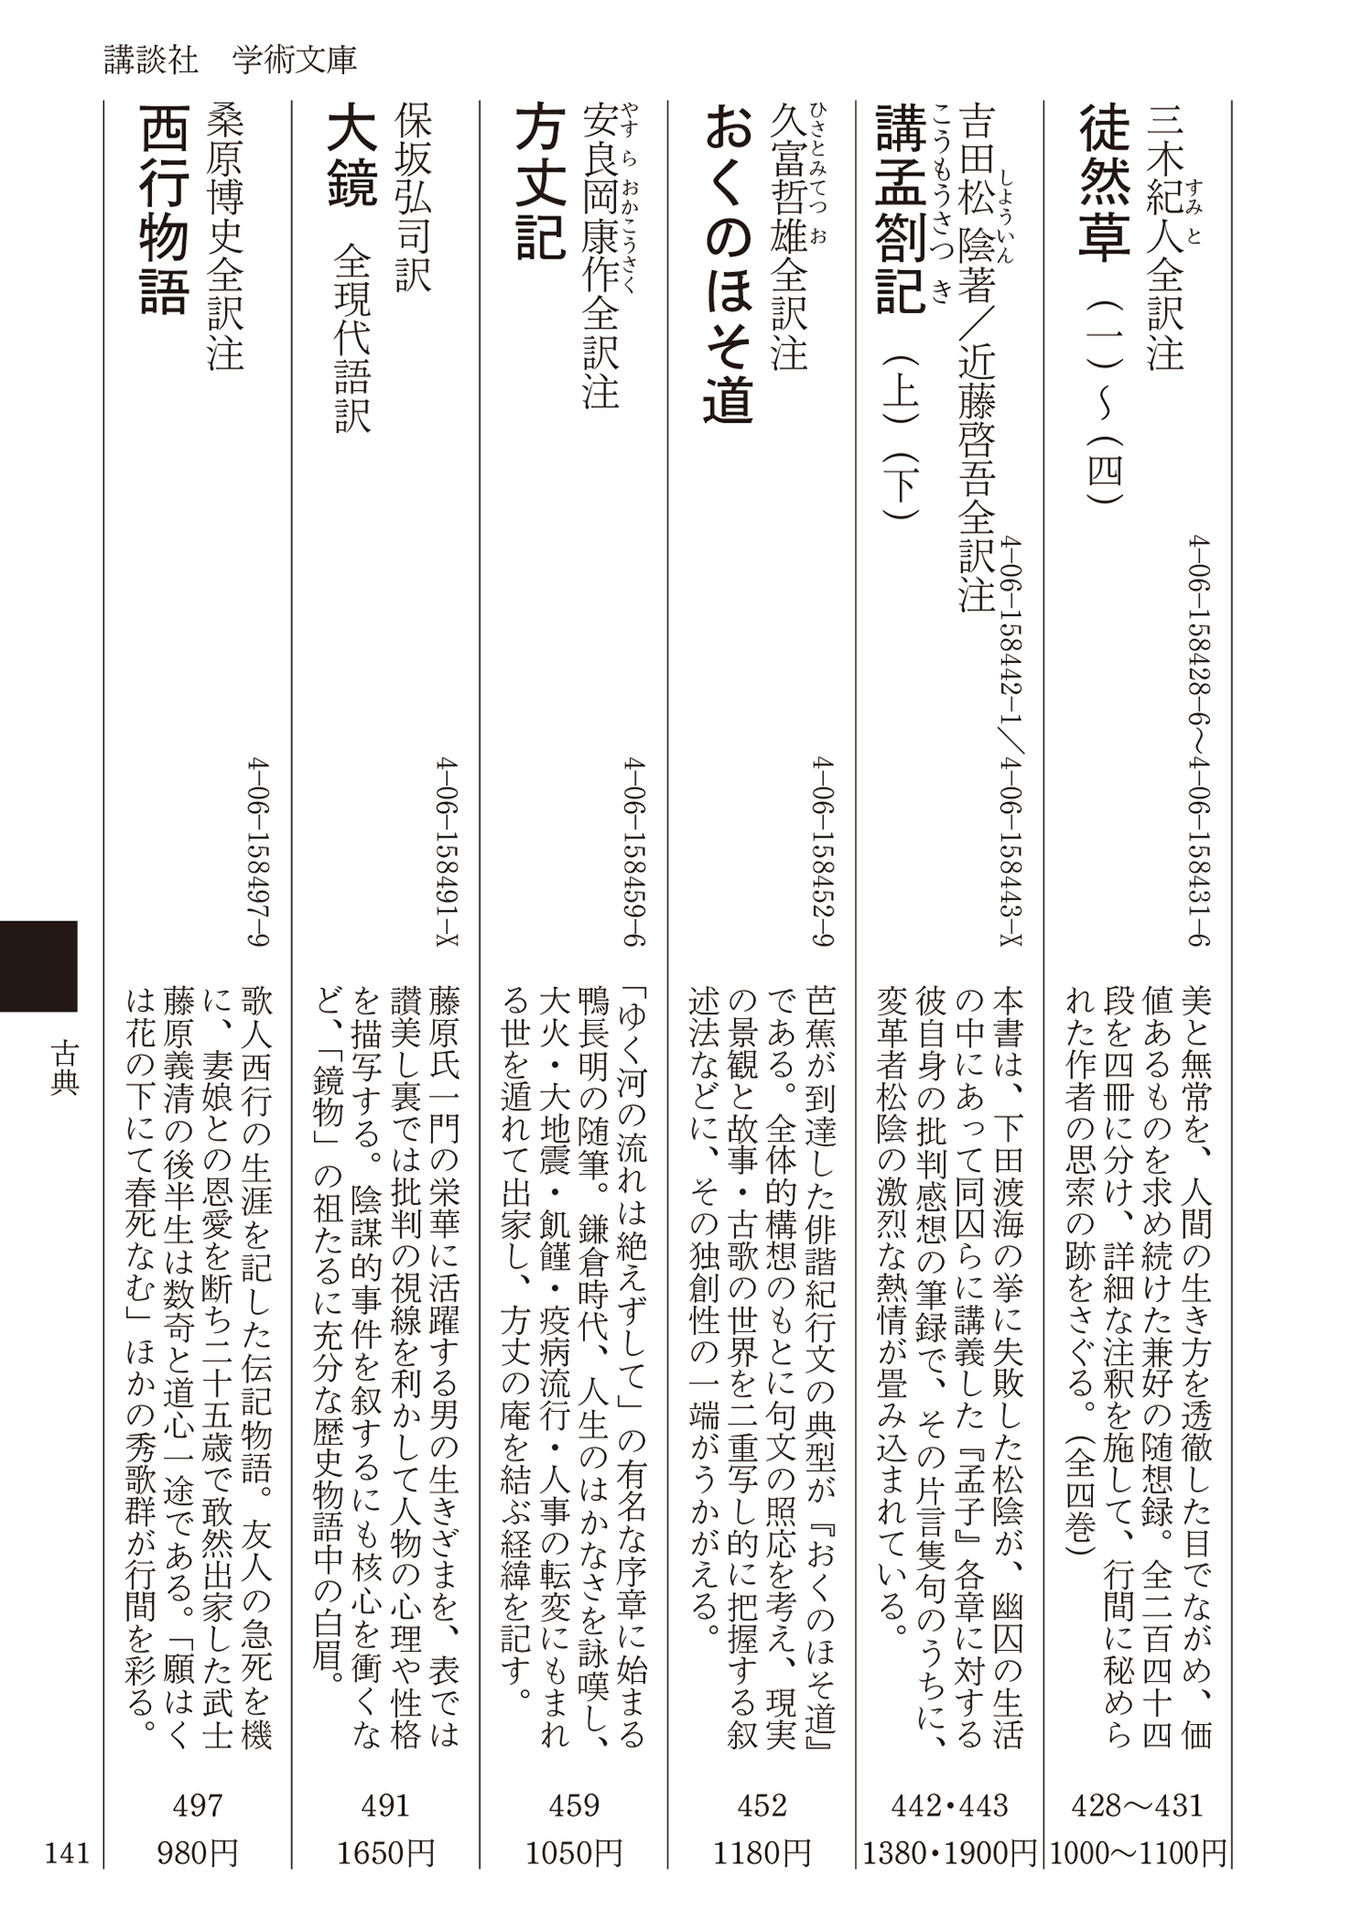 講談社　学術文庫
三木紀人全訳注
すみと
徒然草（一）～（四）
4-06-158428-6～4-06-158431-6
美と無常を、人間の生き方を透徹した目でながめ、価
値あるものを求め続けた兼好の随想録。全二百四十四
段を四冊に分け、詳細な注釈を施して、行間に秘めら
れた作者の思索の跡をさぐる。（全四巻）
428～431
1000～1100円
吉田松陰著／近藤啓吾全訳注
しょういん
講孟劄記（上）（下）
こうもうさつき
4-06-158442-1／4-06-158443-X
本書は、下田渡海の挙に失敗した松陰が、幽囚の生活
の中にあって同囚らに講義した『孟子』各章に対する
彼自身の批判感想の筆録で、その片言隻句のうちに、
変革者松陰の激烈な熱情が畳み込まれている。
442・443
1380・1900円
久富哲雄全訳注
ひさとみてつお
おくのほそ道
4-06-158452-9
芭蕉が到達した俳諧紀行文の典型が『おくのほそ道』
である。全体的構想のもとに句文の照応を考え、現実
の景観と故事・古歌の世界を二重写し的に把握する叙
述法などに、その独創性の一端がうかがえる。
452
1180円
安良岡康作全訳注
やすらおかこうさく
方丈記
4-06-158459-6
「ゆく河の流れは絶えずして」の有名な序章に始まる
鴨長明の随筆。鎌倉時代、人生のはかなさを詠嘆し、
大火・大地震・飢饉・疫病流行・人事の転変にもまれ
る世を遁れて出家し、方丈の庵を結ぶ経緯を記す。
459
1050円
保坂弘司訳
大鏡　全現代語訳
4-06-158491-X
藤原氏一門の栄華に活躍する男の生きざまを、表では
讃美し裏では批判の視線を利かして人物の心理や性格
を描写する。陰謀的事件を叙するにも核心を衝くな
ど、「鏡物」の祖たるに充分な歴史物語中の白眉。
491
1650円
桑原博史全訳注
西行物語
4-06-158497-9
歌人西行の生涯を記した伝記物語。友人の急死を機
に、妻娘との恩愛を断ち二十五歳で敢然出家した武士
藤原義清の後半生は数奇と道心一途である。「願はく
は花の下にて春死なむ」ほかの秀歌群が行間を彩る。
497
980円
古典
141